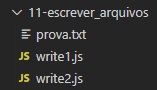 11-escrever_arquivos
prova.txt
JS write1.js
JS write2.js